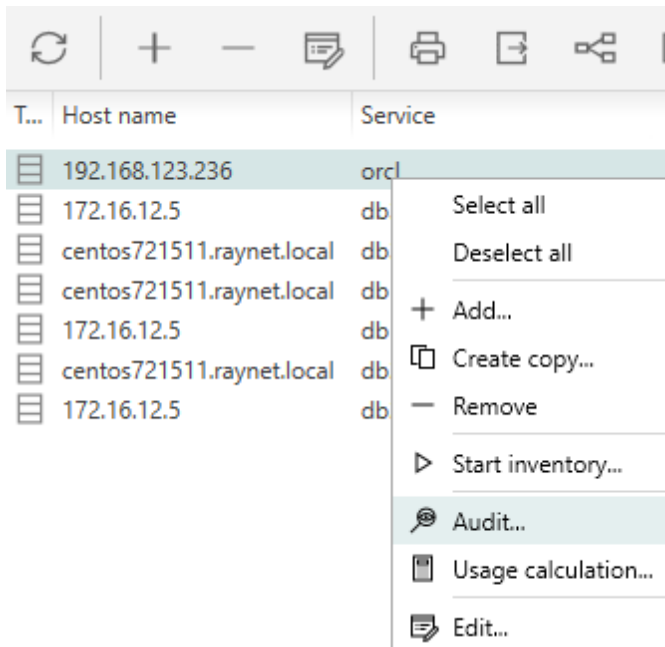 T... Host name Service
192.168.123.236 orcl
172.16.12.5 db
centos721511.raynet.local db
centos721511.raynet.local db
172.16.12.5 db
centos721511.raynet.local db
172.16.12.5 db
Select all
Deselect all
Add...
Create copy...
Remove
Start inventory...
Audit...
Usage calculation...
Edit...